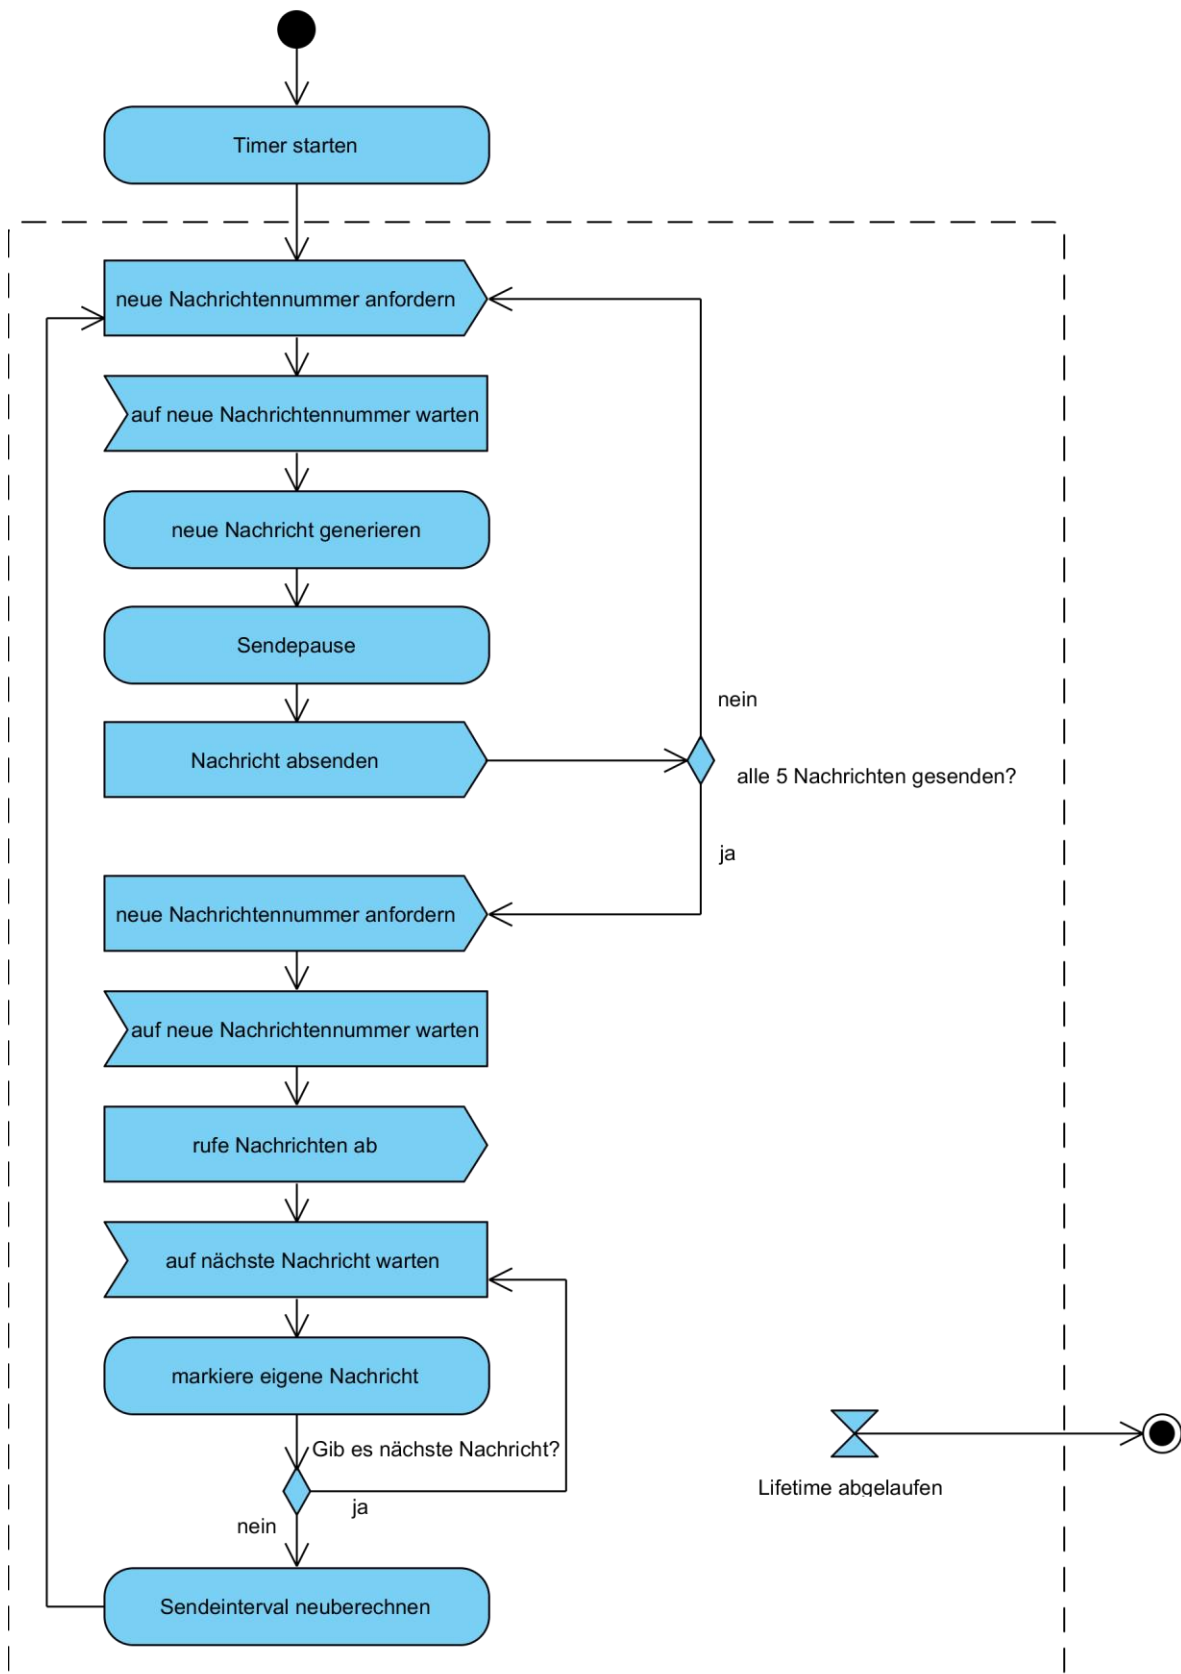 Timer starten
neue Nachrichtennummer anfordern
auf neue Nachrichtennummer warten
neue Nachricht generieren
Sendepause
nein
Nachricht absenden
alle 5 Nachrichten gesenden?
ja
neue Nachrichtennummer anfordern
auf neue Nachrichtennummer warten
rufe Nachrichten ab
auf nächste Nachricht warten
markiere eigene Nachricht
Gib es nächste Nachricht?
Lifetime abgelaufen
ja
nein
Sendeinterval neuberechnen